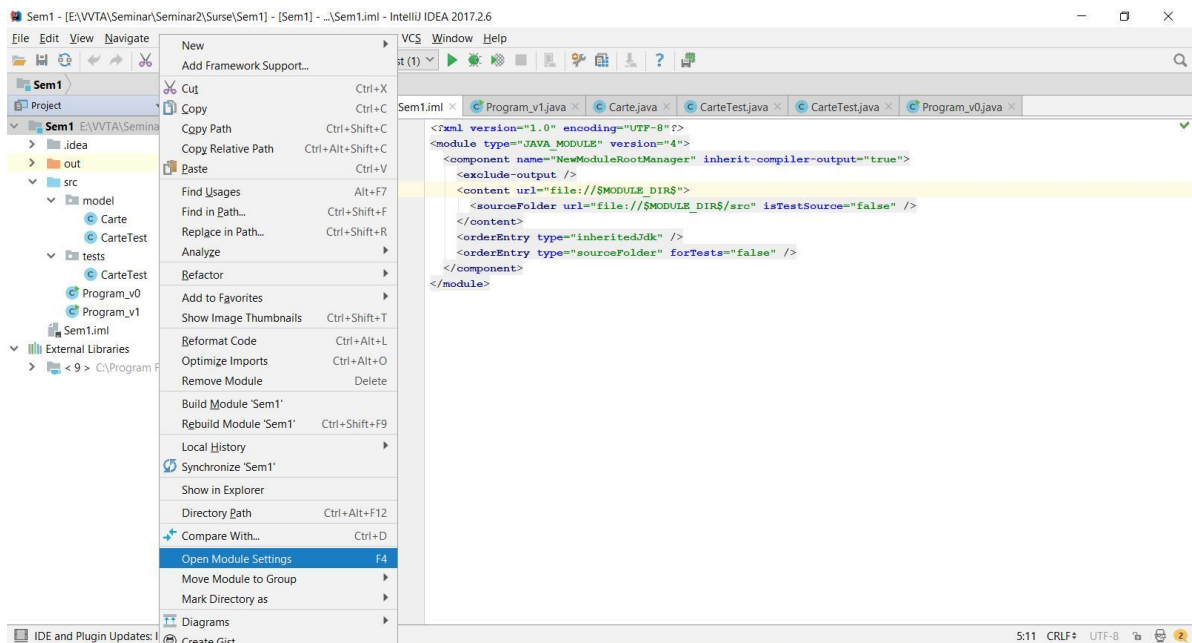 Sem1 - [E:\VVTA\Seminar\Seminar2\Surse\Sem1] - [Sem1] - ...\Sem1.iml - IntelliJ IDEA 2017.2.6
File Edit View Navigate VCS Window Help
st (1)
Sem1
Project
Sem1 E:\VVTA\Semina
.idea
out
src
model
Carte
CarteTest
tests
CarteTest
Program_v0
Program_v1
Sem1.iml
External Libraries
< 9 > C:\Program F
New
Add Framework Support...
Cut Ctrl+X
Copy Ctrl+C
Copy Path Ctrl+Shift+C
Copy Relative Path Ctrl+Alt+Shift+C
Paste Ctrl+V
Find Usages Alt+F7
Find in Path... Ctrl+Shift+F
Replace in Path... Ctrl+Shift+R
Analyze
Refactor
Add to Favorites
Show Image Thumbnails Ctrl+Shift+T
Reformat Code Ctrl+Alt+L
Optimize Imports Ctrl+Alt+O
Remove Module Delete
Build Module 'Sem1'
Rebuild Module 'Sem1' Ctrl+Shift+F9
Local History
Synchronize 'Sem1'
Show in Explorer
Directory Path Ctrl+Alt+F12
Compare With... Ctrl+D
Open Module Settings F4
Move Module to Group
Mark Directory as
Diagrams
Create Gist
Sem1.iml Program_v1.java Carte.java CarteTest.java CarteTest.java Program_v0.java
<?xml version="1.0" encoding="UTF-8"?>
<module type="JAVA_MODULE" version="4">
<component name="NewModuleRootManager" inherit-compiler-output="true">
<exclude-output />
<content url="file://$MODULE_DIR$">
<sourceFolder url="file://$MODULE_DIR$/src" isTestSource="false" />
</content>
<orderEntry type="inheritedJdk" />
<orderEntry type="sourceFolder" forTests="false" />
</component>
</module>
IDE and Plugin Updates: I
5:11 CRLF UTF-8 2